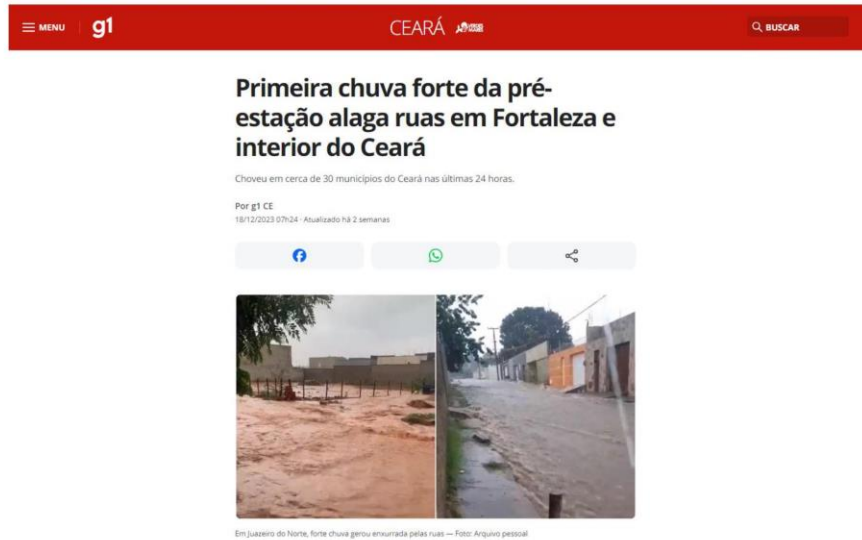 MENU
g1
CEARÁ
BUSCAR
Primeira chuva forte da pré-
estação alaga ruas em Fortaleza e
interior do Ceará
Choveu em cerca de 30 municípios do Ceará nas últimas 24 horas.
Por g1 CE
18/12/2023 07h24 · Atualizado há 2 semanas
Em Juazeiro do Norte, forte chuva gerou enxurrada pelas ruas — Foto: Arquivo pessoal